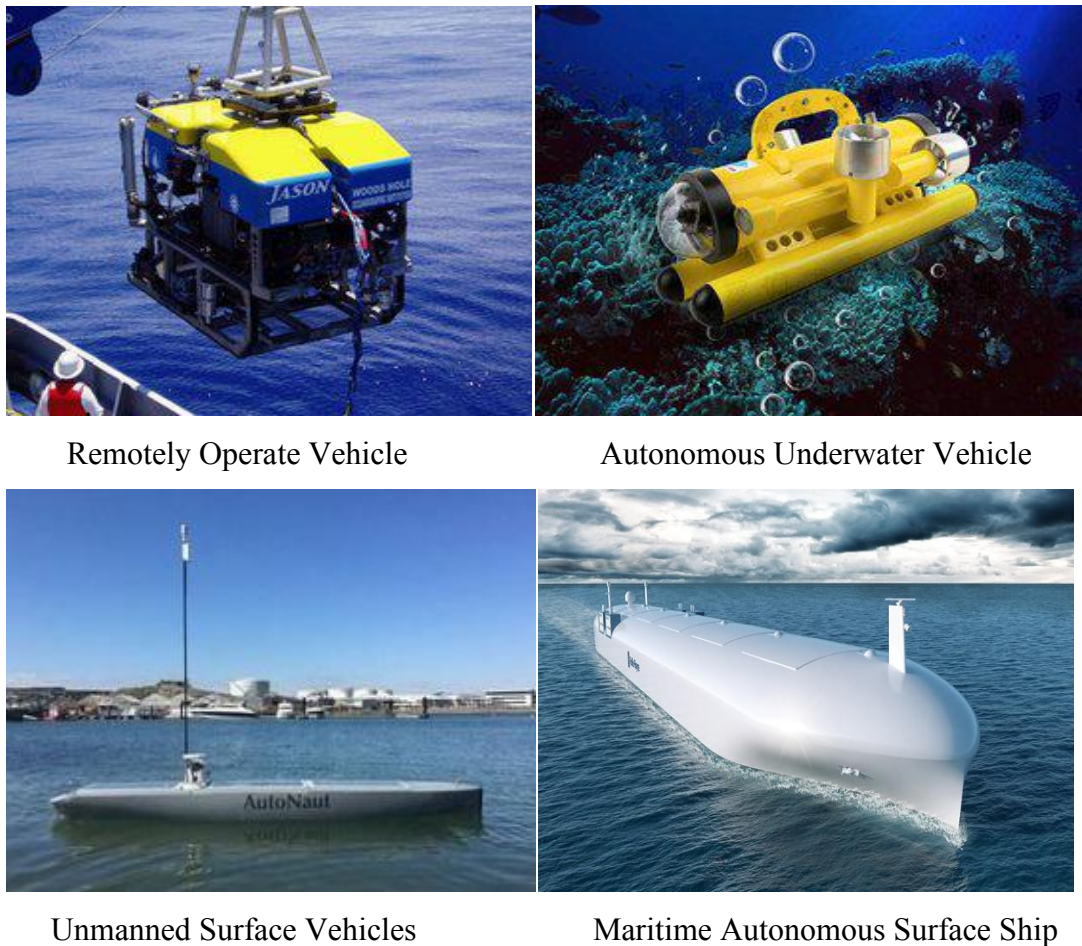 JASON
WOODS HOLE
Remotely Operate Vehicle
Autonomous Underwater Vehicle
AutoNaut
Unmanned Surface Vehicles
Maritime Autonomous Surface Ship